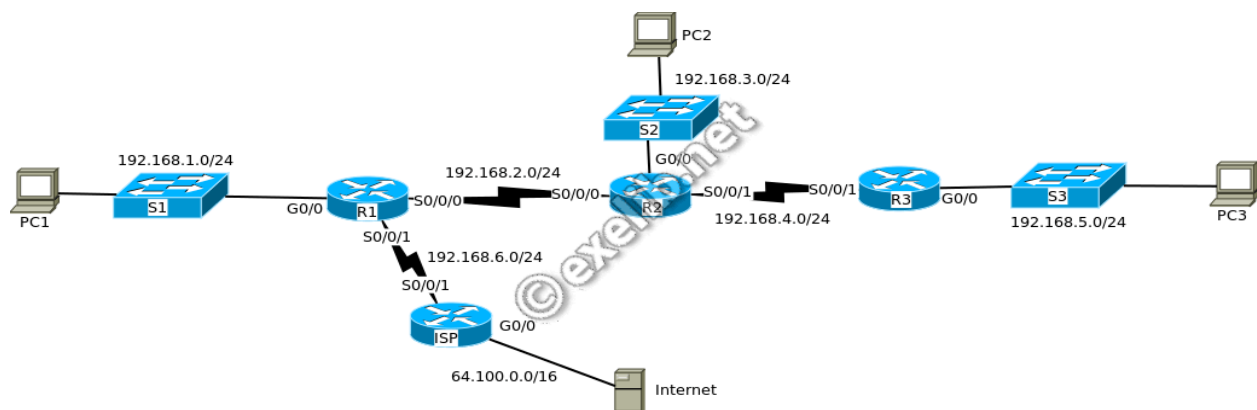 PC2
192.168.3.0/24
S2
G0/0
192.168.1.0/24
PC1
S1
G0/0
R1
S0/0/0
192.168.2.0/24
S0/0/0
R2
S0/0/1
192.168.4.0/24
S0/0/1
R3
G0/0
S3
192.168.5.0/24
PC3
S0/0/1
192.168.6.0/24
S0/0/1
ISP
G0/0
64.100.0.0/16
Internet
© exelib.net